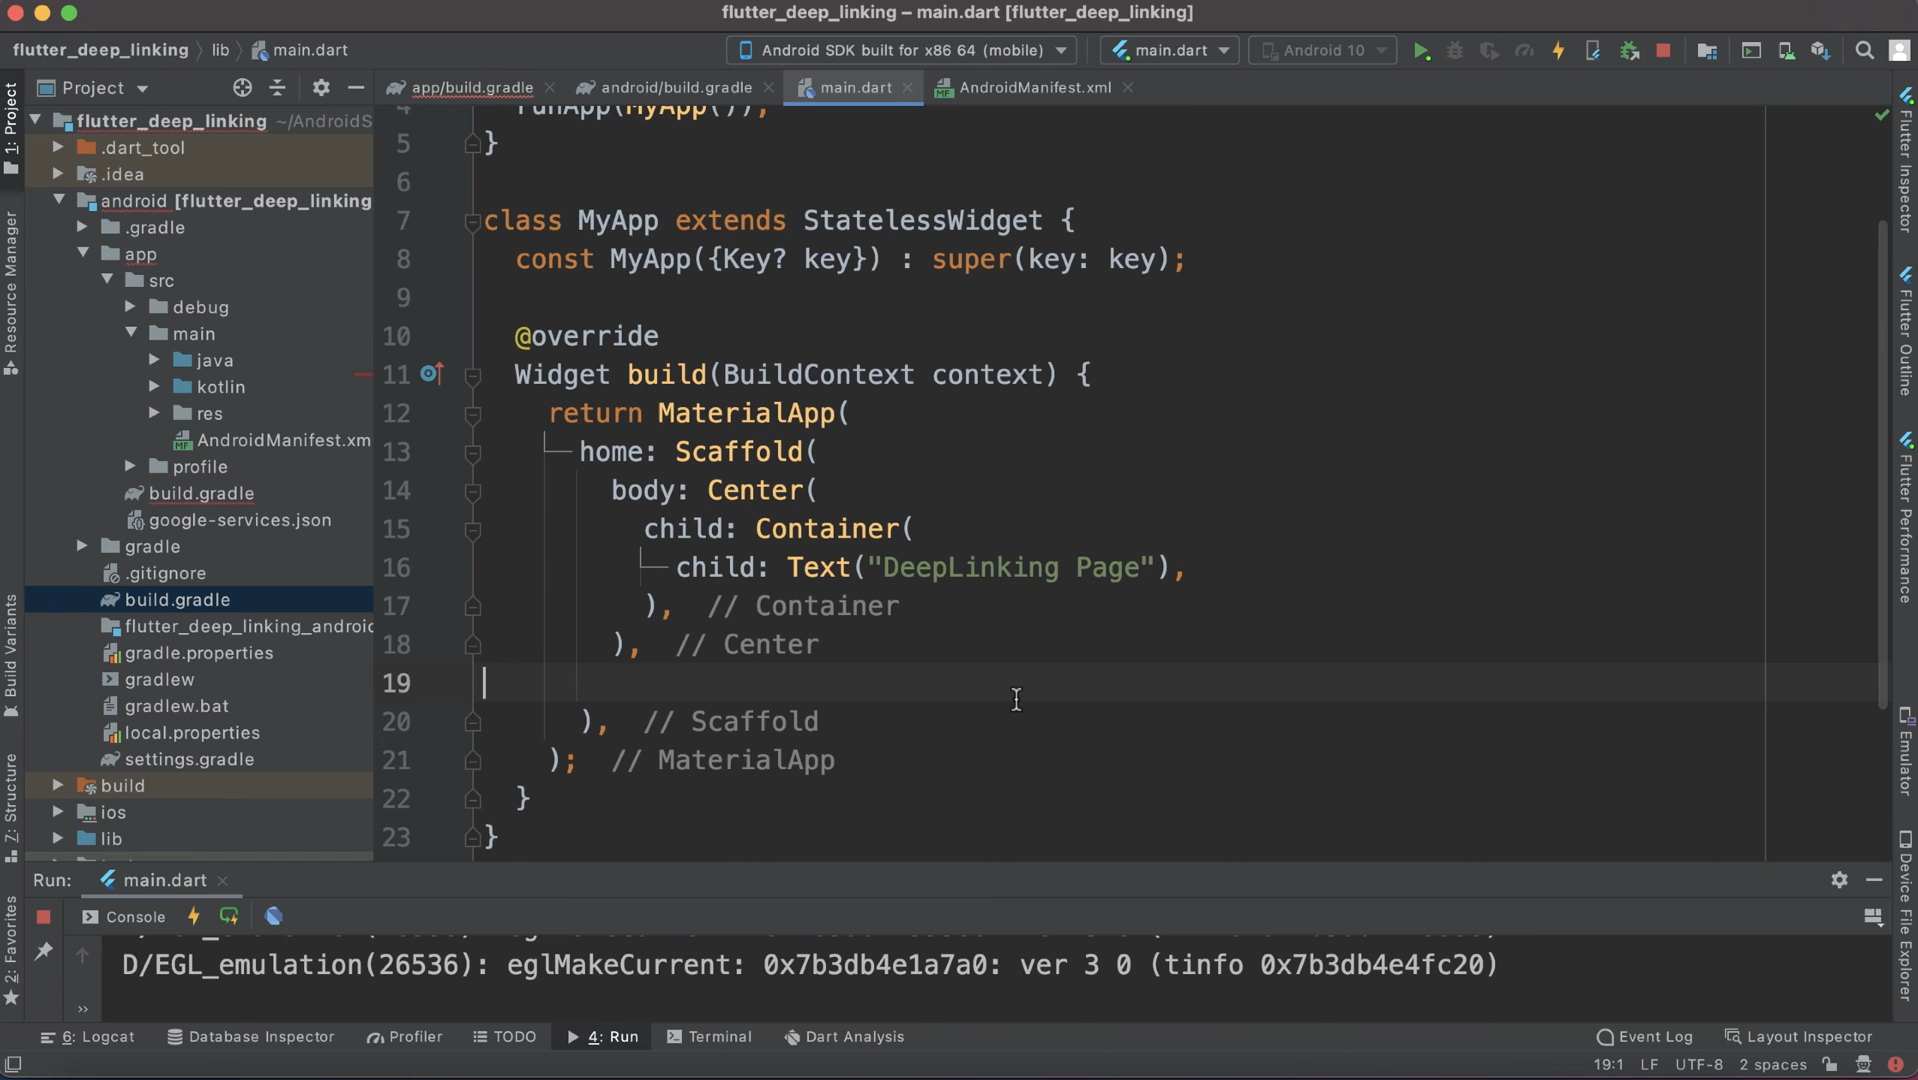 flutter_deep_linking – main.dart [flutter_deep_linking]
flutter_deep_linking lib main.dart
Android SDK built for x86 64 (mobile) main.dart Android 10
Project
app/build.gradle android/build.gradle main.dart AndroidManifest.xml
flutter_deep_linking ~/AndroidS
.dart_tool
.idea
android [flutter_deep_linking
.gradle
app
src
debug
main
java
kotlin
res
AndroidManifest.xm
profile
build.gradle
google-services.json
gradle
.gitignore
build.gradle
flutter_deep_linking_android
gradle.properties
gradlew
gradlew.bat
local.properties
settings.gradle
build
ios
lib
4 runApp(MyApp());
5 }
6
7 class MyApp extends StatelessWidget {
8 const MyApp({Key? key}) : super(key: key);
9
10 @override
11 Widget build(BuildContext context) {
12 return MaterialApp(
13 home: Scaffold(
14 body: Center(
15 child: Container(
16 child: Text("DeepLinking Page"),
17 ), // Container
18 ), // Center
19
20 ), // Scaffold
21 ); // MaterialApp
22 }
23 }
1: Project
Resource Manager
Build Variants
Z: Structure
2: Favorites
Flutter Inspector
Flutter Outline
Flutter Performance
Emulator
Device File Explorer
Run: main.dart
Console
D/EGL_emulation(26536): eglMakeCurrent: 0x7b3db4e1a7a0: ver 3 0 (tinfo 0x7b3db4e4fc20)
6: Logcat Database Inspector Profiler TODO 4: Run Terminal Dart Analysis Event Log Layout Inspector
19:1 LF UTF-8 2 spaces